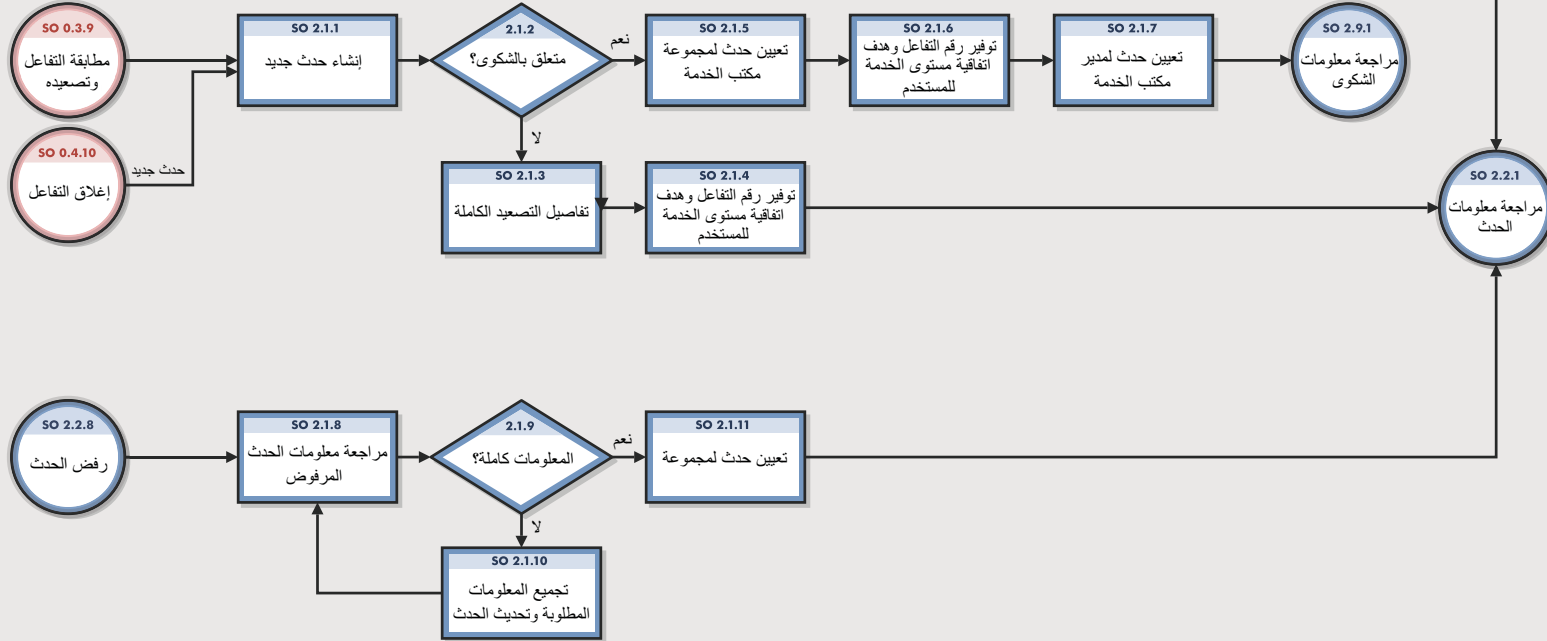 SO 0.3.9
مطابقة التفاعل
وتصعيده
SO 2.1.1
إنشاء حدث جديد
2.1.2
متعلق بالشكوى؟
نعم
SO 2.1.5
تعيين حدث لمجموعة
مكتب الخدمة
SO 2.1.6
توفير رقم التفاعل وهدف
اتفاقية مستوى الخدمة
للمستخدم
SO 2.1.7
تعيين حدث لمدير
مكتب الخدمة
SO 2.9.1
مراجعة معلومات
الشكوى
SO 0.4.10
إغلاق التفاعل
حدث جديد
لا
SO 2.1.3
تفاصيل التصعيد الكاملة
SO 2.1.4
توفير رقم التفاعل وهدف
اتفاقية مستوى الخدمة
للمستخدم
SO 2.2.1
مراجعة معلومات
الحدث
SO 2.2.8
رفض الحدث
SO 2.1.8
مراجعة معلومات الحدث
المرفوض
2.1.9
المعلومات كاملة؟
نعم
SO 2.1.11
تعيين حدث لمجموعة
لا
SO 2.1.10
تجميع المعلومات
المطلوبة وتحديث الحدث